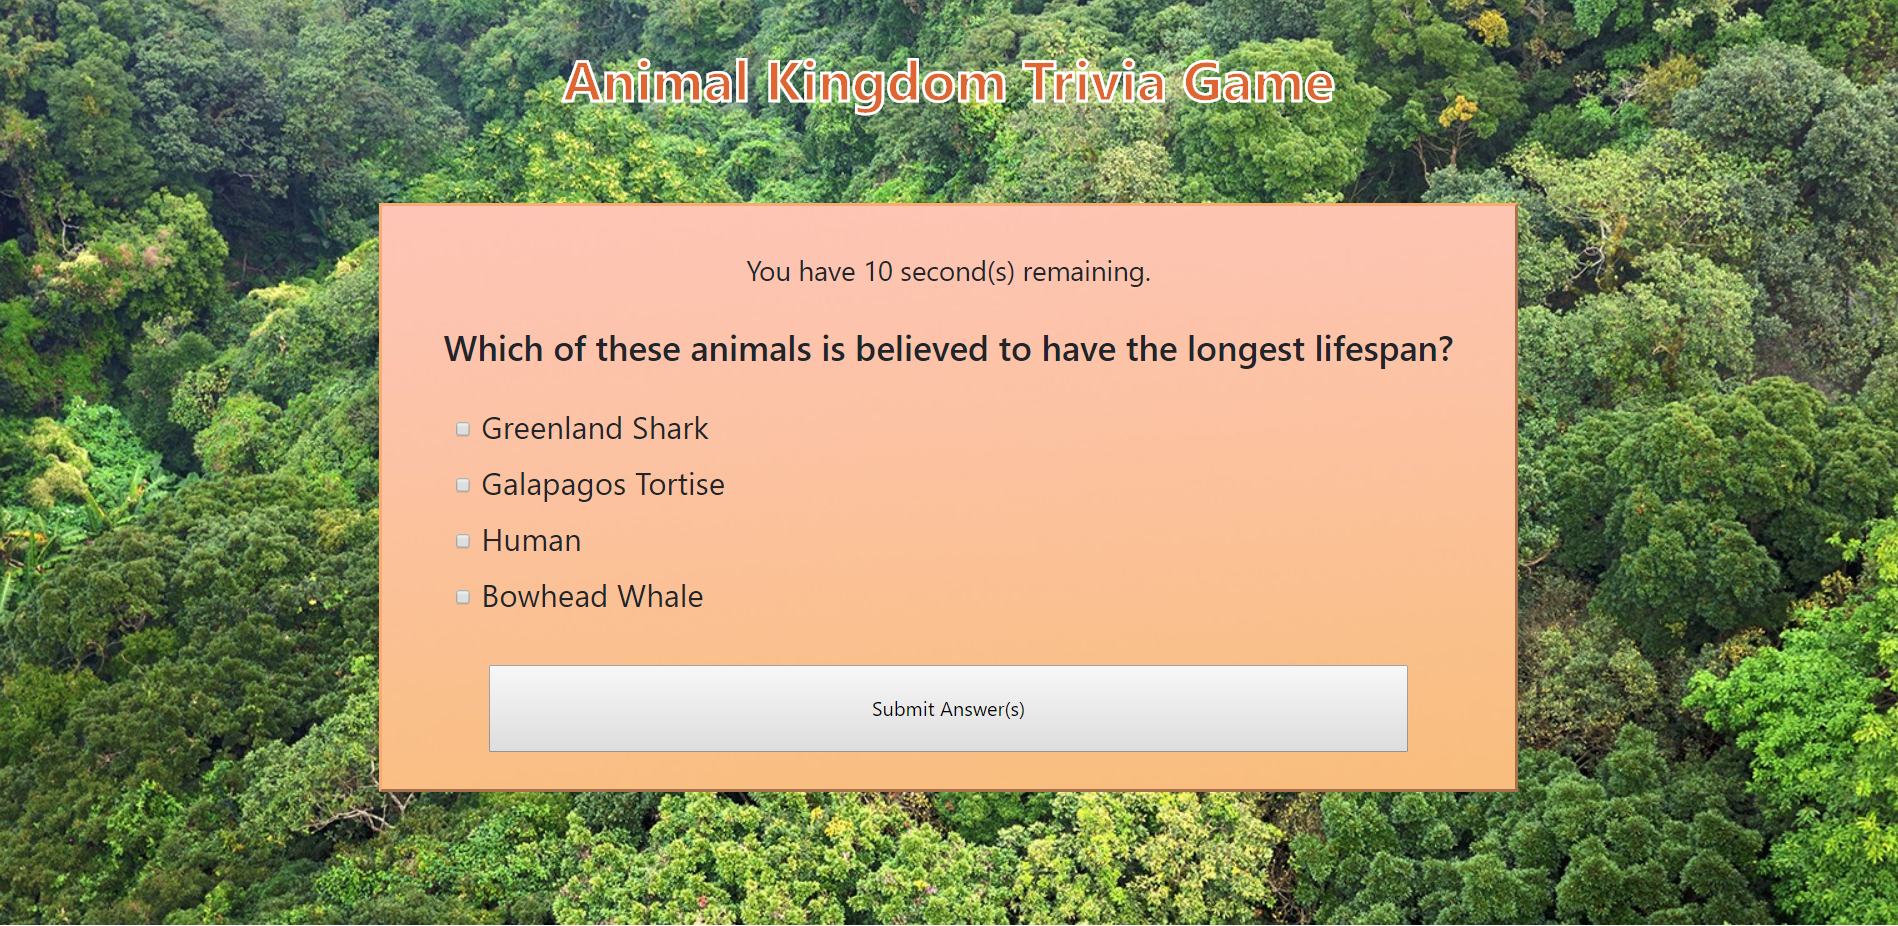 Animal Kingdom Trivia Game
You have 10 second(s) remaining.
Which of these animals is believed to have the longest lifespan?
Greenland Shark
Galapagos Tortise
Human
Bowhead Whale
Submit Answer(s)